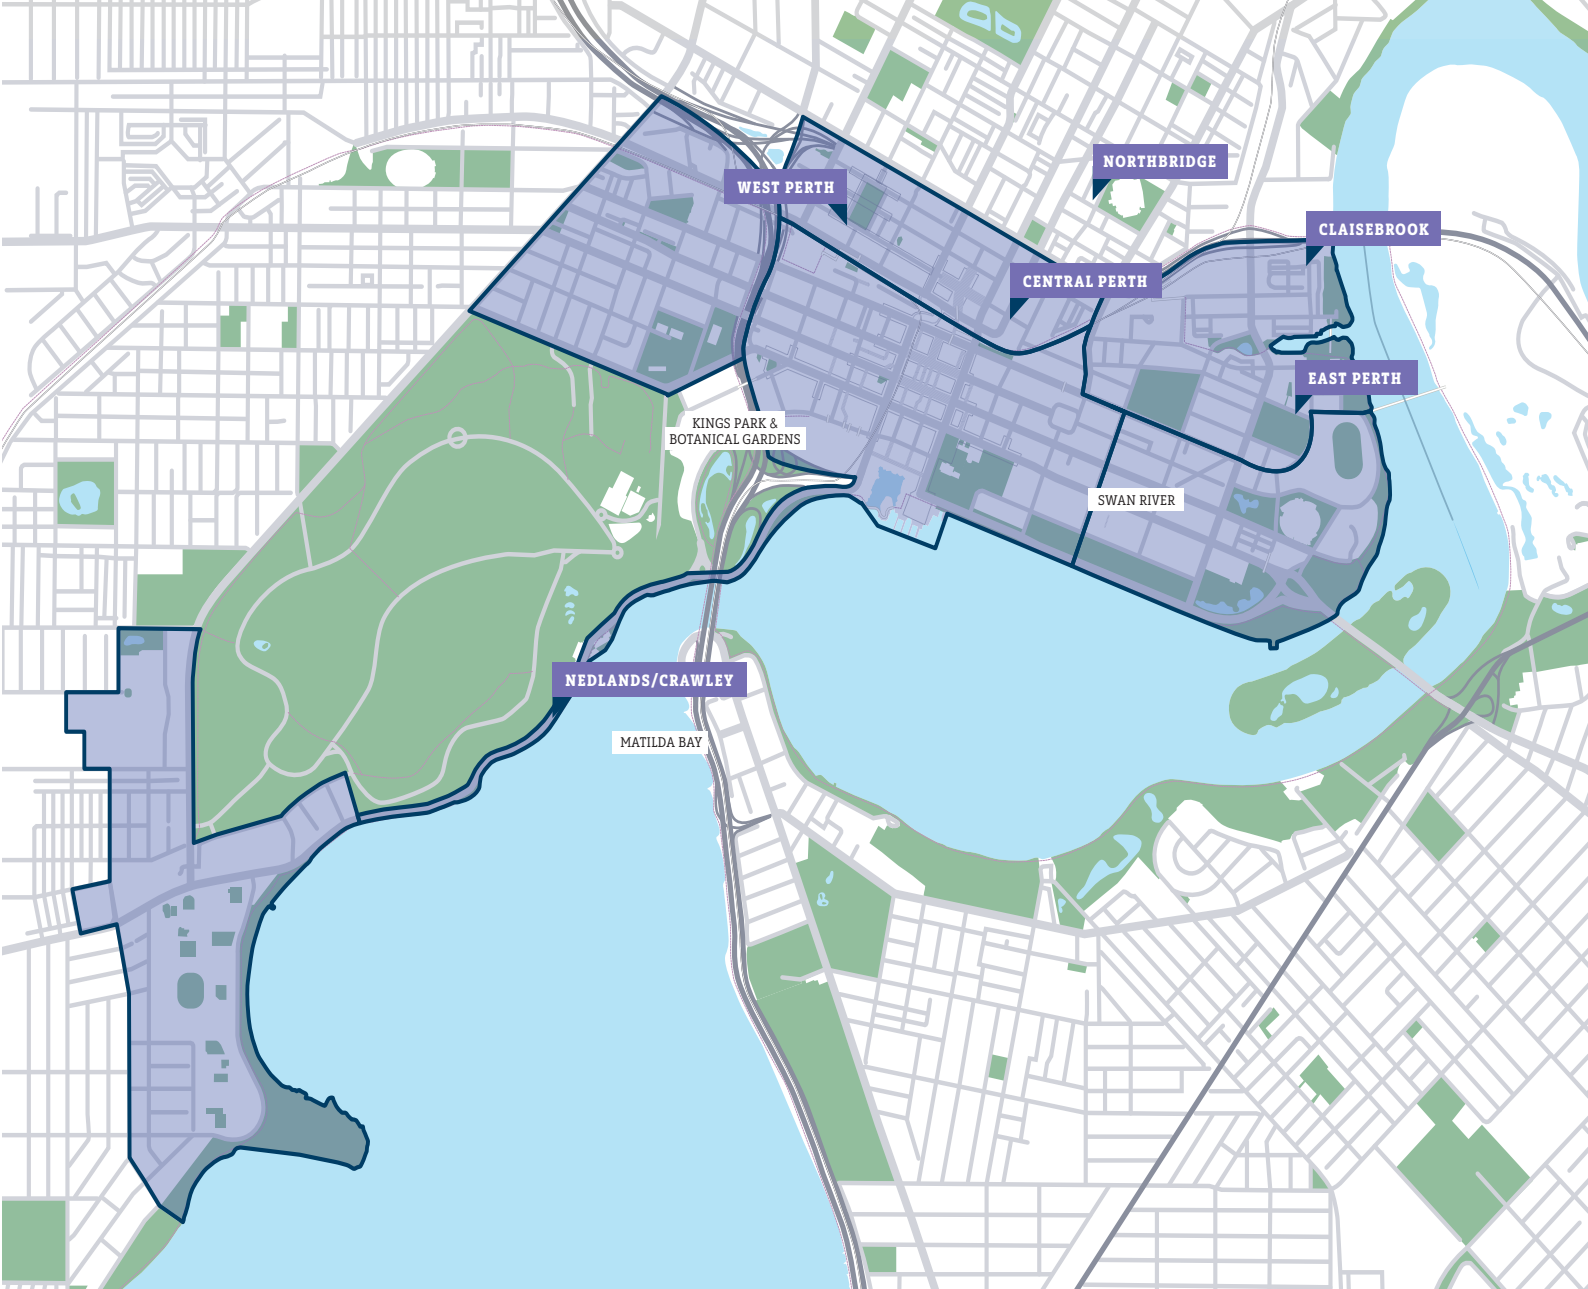 NORTHBRIDGE
WEST PERTH
CLAISEBROOK
CENTRAL PERTH
EAST PERTH
KINGS PARK &
BOTANICAL GARDENS
SWAN RIVER
NEDLANDS/CRAWLEY
MATILDA BAY